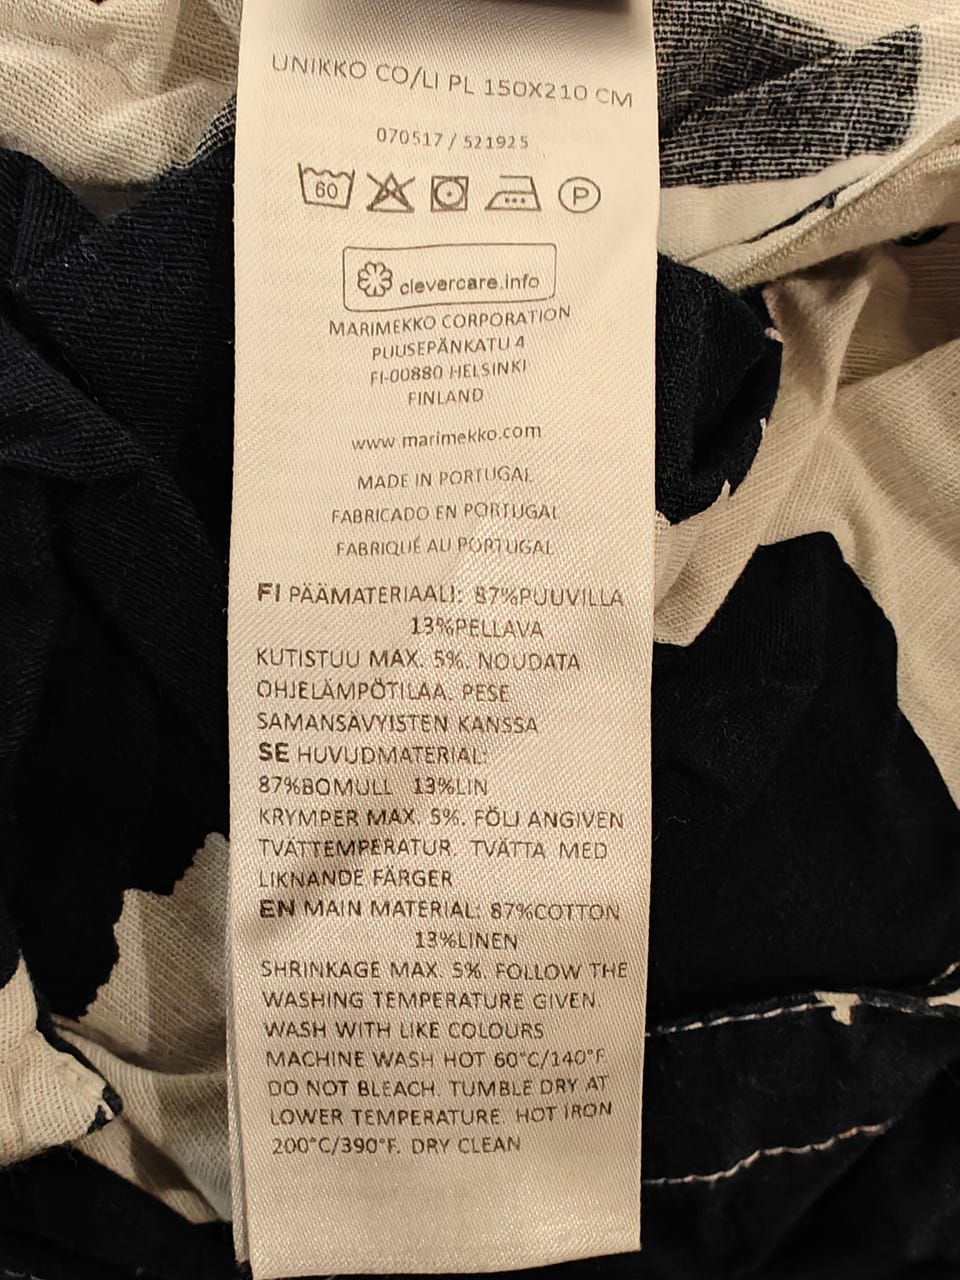 UNIKKO CO/LI PL 150X210 CM
070517 / 521925
60 P
clevercare.info
MARIMEKKO CORPORATION
PUUSEPÄNKATU 4
FI-00880 HELSINKI
FINLAND
www.marimekko.com
MADE IN PORTUGAL
FABRICADO EN PORTUGAL
FABRIQUÉ AU PORTUGAL
FI PÄÄMATERIAALI: 87%PUUVILLA
13%PELLAVA
KUTISTUU MAX. 5%. NOUDATA
OHJELÄMPÖTILAA. PESE
SAMANSÄVYISTEN KANSSA
SE HUVUDMATERIAL:
87%BOMULL 13%LIN
KRYMPER MAX. 5%. FÖLJ ANGIVEN
TVÄTTEMPERATUR. TVÄTTA MED
LIKNANDE FÄRGER
EN MAIN MATERIAL: 87%COTTON
13%LINEN
SHRINKAGE MAX. 5%. FOLLOW THE
WASHING TEMPERATURE GIVEN.
WASH WITH LIKE COLOURS
MACHINE WASH HOT 60°C/140°F.
DO NOT BLEACH. TUMBLE DRY AT
LOWER TEMPERATURE. HOT IRON
200°C/390°F. DRY CLEAN